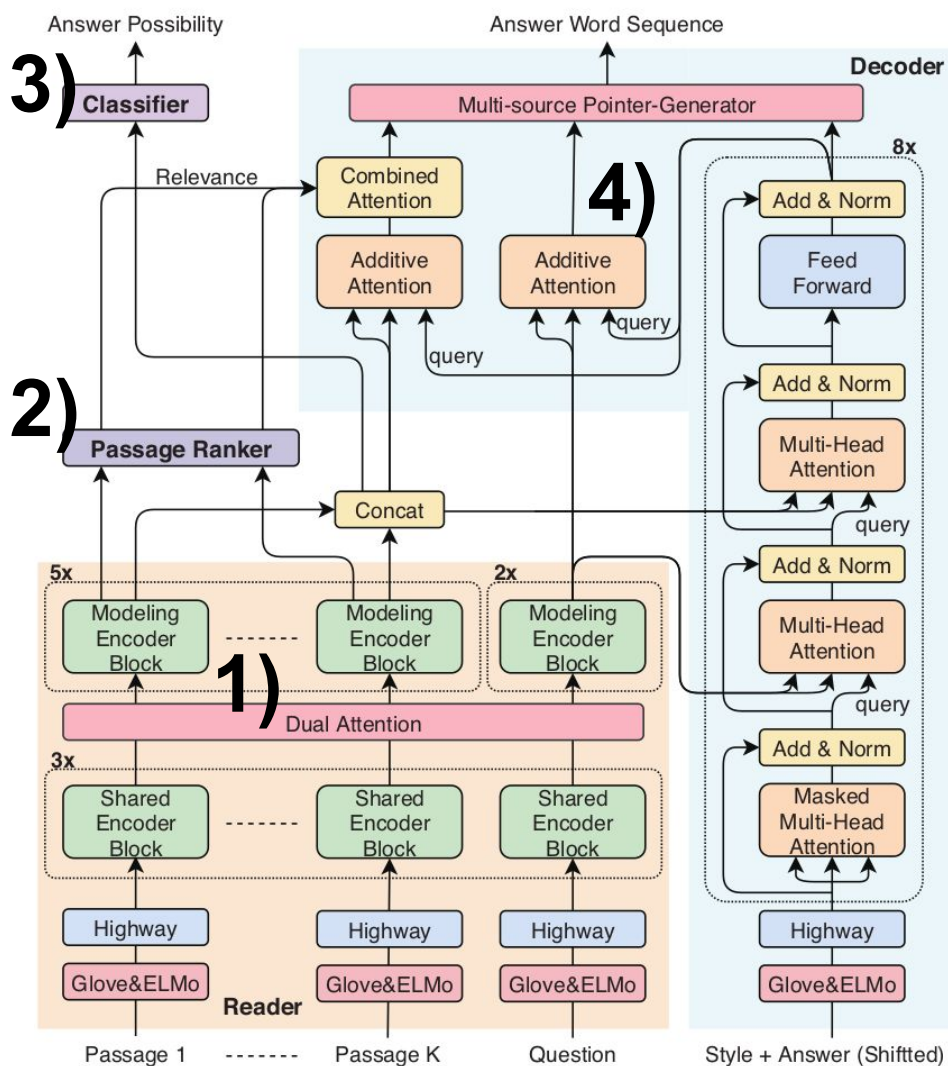 Answer Possibility
Answer Word Sequence
3)
Classifier
Decoder
Multi-source Pointer-Generator
8x
Relevance
Combined
Attention
4)
Add & Norm
Additive
Attention
Additive
Attention
Feed
Forward
query
query
2)
Passage Ranker
Add & Norm
Multi-Head
Attention
Concat
query
5x
2x
Add & Norm
Modeling
Encoder
Block
Modeling
Encoder
Block
Modeling
Encoder
Block
Multi-Head
Attention
1)
query
Dual Attention
Add & Norm
3x
Shared
Encoder
Block
Shared
Encoder
Block
Shared
Encoder
Block
Masked
Multi-Head
Attention
Highway
Highway
Highway
Highway
Glove&ELMo
Glove&ELMo
Glove&ELMo
Glove&ELMo
Reader
Passage 1
Passage K
Question
Style + Answer (Shiftted)